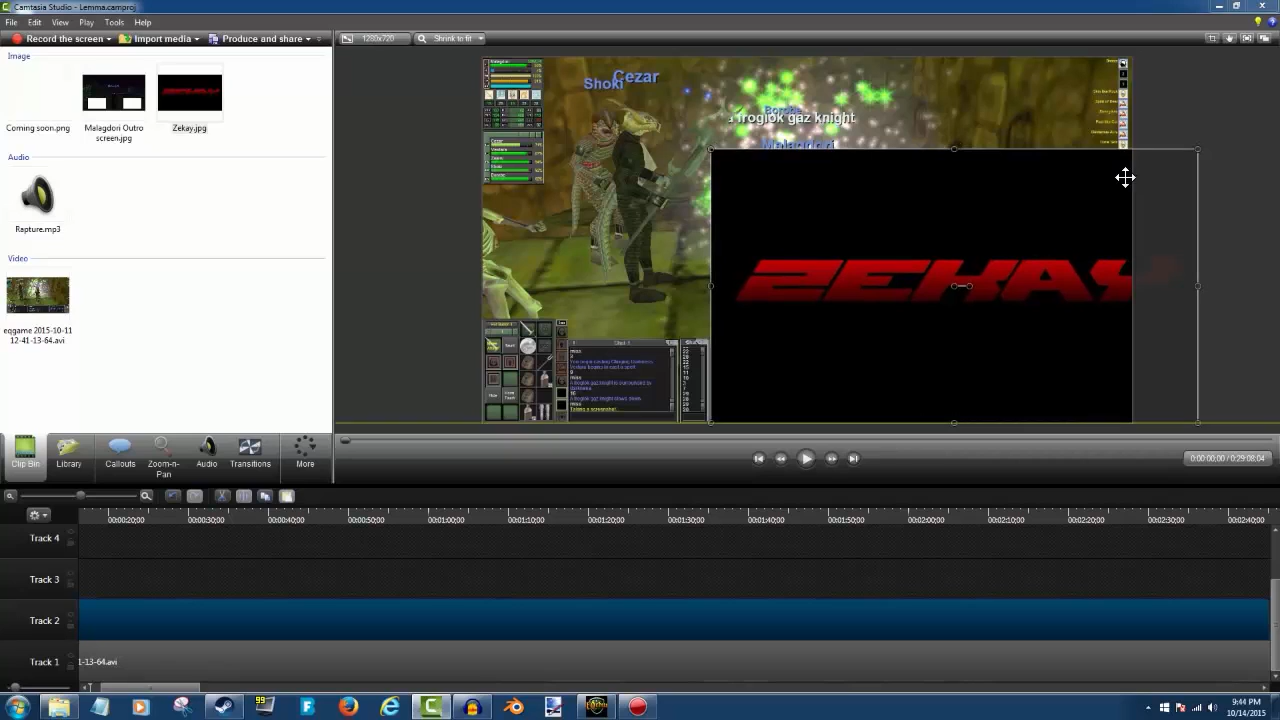 Camtasia Studio - Lemma.camproj
File Edit View Play Tools Help
Record the screen Import media Produce and share
1280x720 Shrink to fit
Image
Coming soon.png
Malagdori Outro screen.jpg
Zekay.jpg
Audio
Rapture.mp3
Video
eqgame 2015-10-11 12-41-13-64.avi
Cezar
Shoki
a froglok gaz knight
ZEKAY
Clip Bin Library Callouts Zoom-n-Pan Audio Transitions More
0:00:00;00 / 0:29:08;04
00:00:20;00 00:00:30;00 00:00:40;00 00:00:50;00 00:01:00;00 00:01:10;00 00:01:20;00 00:01:30;00 00:01:40;00 00:01:50;00 00:02:00;00 00:02:10;00 00:02:20;00 00:02:30;00 00:02:40;00
Track 4
Track 3
Track 2
Track 1
1-13-64.avi
99
9:44 PM
10/14/2015